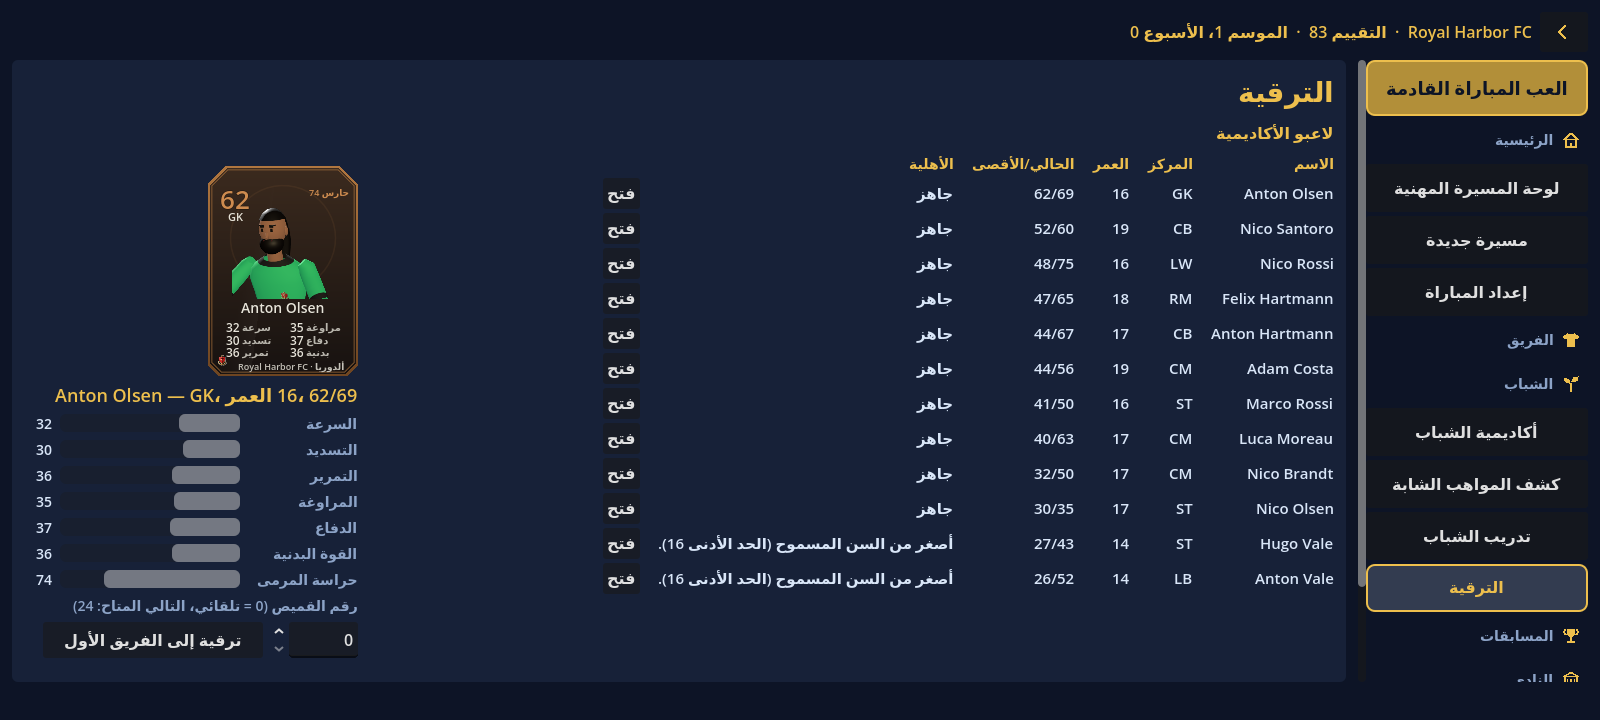 Royal Harbor FC · التقييم 83 · الموسم 1، الأسبوع 0
العب المباراة القادمة
الرئيسية
لوحة المسيرة المهنية
مسيرة جديدة
إعداد المباراة
الفريق
الشباب
أكاديمية الشباب
كشف المواهب الشابة
تدريب الشباب
الترقية
المسابقات
النادي
الترقية
لاعبو الأكاديمية
الاسم المركز العمر الحالي/الأقصى الأهلية
Anton Olsen GK 16 62/69 جاهز فتح
Nico Santoro CB 19 52/60 جاهز فتح
Nico Rossi LW 16 48/75 جاهز فتح
Felix Hartmann RM 18 47/65 جاهز فتح
Anton Hartmann CB 17 44/67 جاهز فتح
Adam Costa CM 19 44/56 جاهز فتح
Marco Rossi ST 16 41/50 جاهز فتح
Luca Moreau CM 17 40/63 جاهز فتح
Nico Brandt CM 17 32/50 جاهز فتح
Nico Olsen ST 17 30/35 جاهز فتح
Hugo Vale ST 14 27/43 أصغر من السن المسموح (الحد الأدنى 16). فتح
Anton Vale LB 14 26/52 أصغر من السن المسموح (الحد الأدنى 16). فتح
62
GK
حارس 74
Anton Olsen
35 مراوغة 32 سرعة
37 دفاع 30 تسديد
36 بدنية 36 تمرير
Royal Harbor FC · ألدوريا
Anton Olsen — GK، العمر 16، 62/69
السرعة 32
التسديد 30
التمرير 36
المراوغة 35
الدفاع 37
القوة البدنية 36
حراسة المرمى 74
رقم القميص (0 = تلقائي، التالي المتاح: 24)
0
ترقية إلى الفريق الأول